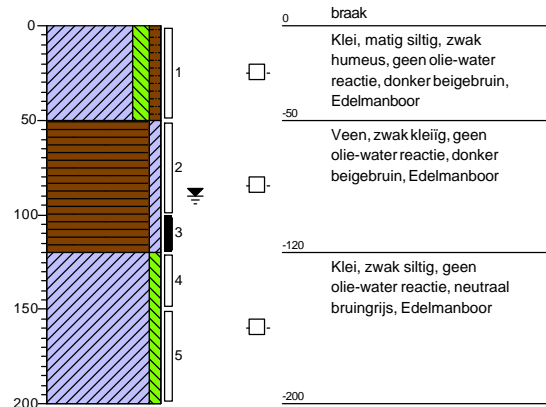 0
50
100
150
200
1
2
3
4
5
0
braak
Klei, matig siltig, zwak
humeus, geen olie-water
reactie, donker beigebruin,
Edelmanboor
-50
Veen, zwak kleiïg, geen
olie-water reactie, donker
beigebruin, Edelmanboor
-120
Klei, zwak siltig, geen
olie-water reactie, neutraal
bruingrijs, Edelmanboor
-200